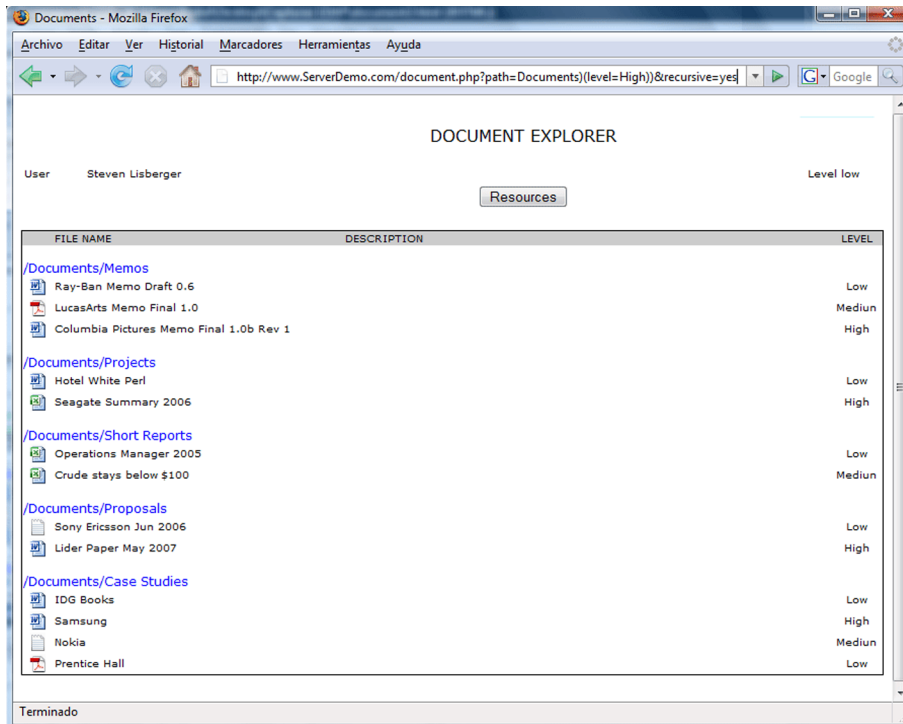 Documents - Mozilla Firefox
Archivo Editar Ver Historial Marcadores Herramientas Ayuda
http://www.ServerDemo.com/document.php?path=Documents)(level=High))&recursive=yes G Google
DOCUMENT EXPLORER
User Steven Lisberger Level low
Resources
FILE NAME DESCRIPTION LEVEL
/Documents/Memos
Ray-Ban Memo Draft 0.6 Low
LucasArts Memo Final 1.0 Mediun
Columbia Pictures Memo Final 1.0b Rev 1 High
/Documents/Projects
Hotel White Perl Low
Seagate Summary 2006 High
/Documents/Short Reports
Operations Manager 2005 Low
Crude stays below $100 Mediun
/Documents/Proposals
Sony Ericsson Jun 2006 Low
Lider Paper May 2007 High
/Documents/Case Studies
IDG Books Low
Samsung High
Nokia Mediun
Prentice Hall Low
Terminado